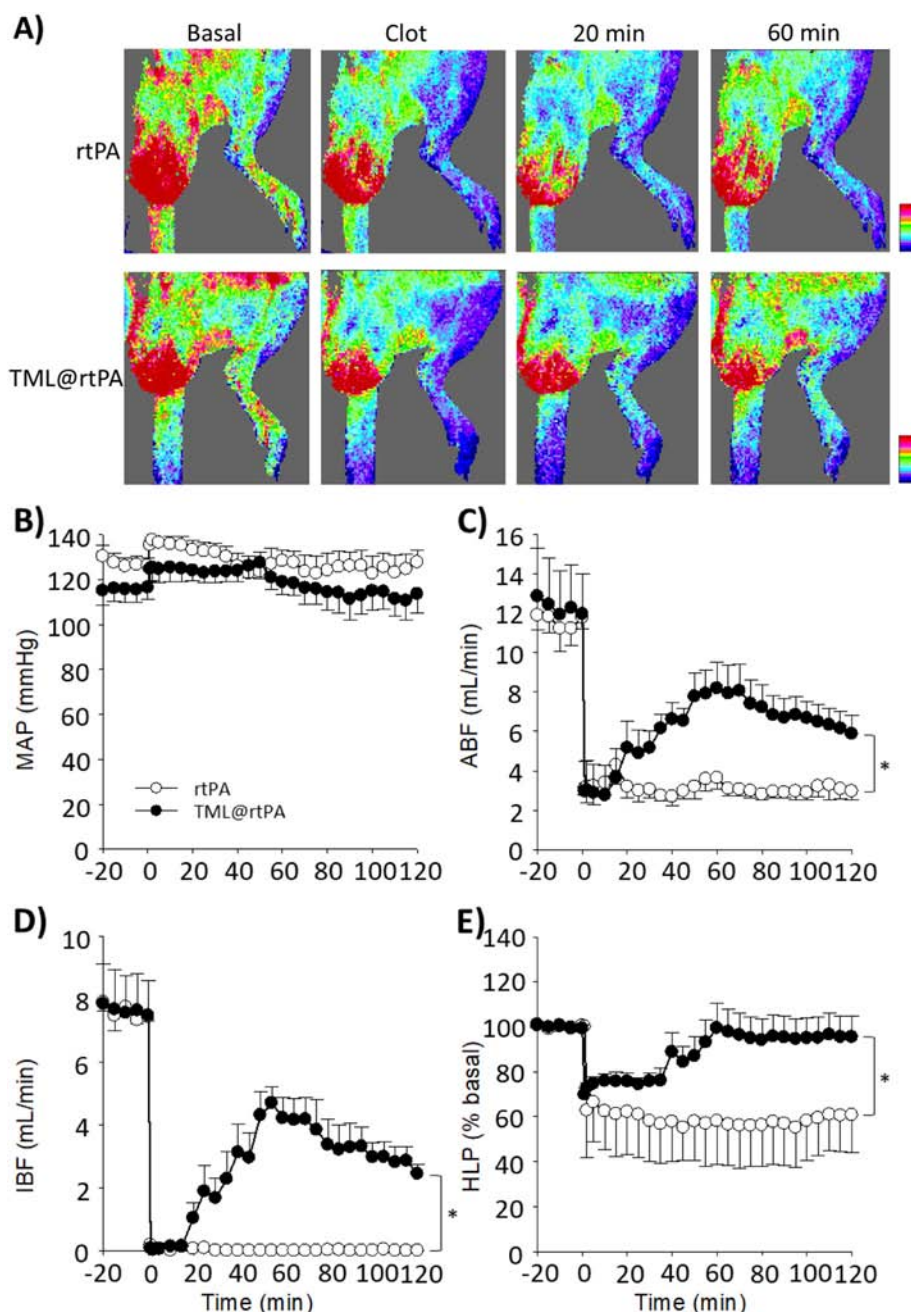 A)
Basal Clot 20 min 60 min
rtPA
TML@rtPA
B)
140
120
100
80
60
40
20
0
MAP (mmHg)
rtPA
TML@rtPA
-20 0 20 40 60 80 100 120
C)
16
14
12
10
8
6
4
2
0
ABF (mL/min)
*
-20 0 20 40 60 80 100 120
D)
10
8
6
4
2
0
IBF (mL/min)
*
-20 0 20 40 60 80 100 120
Time (min)
E)
140
120
100
80
60
40
20
0
HLP (% basal)
*
-20 0 20 40 60 80 100 120
Time (min)